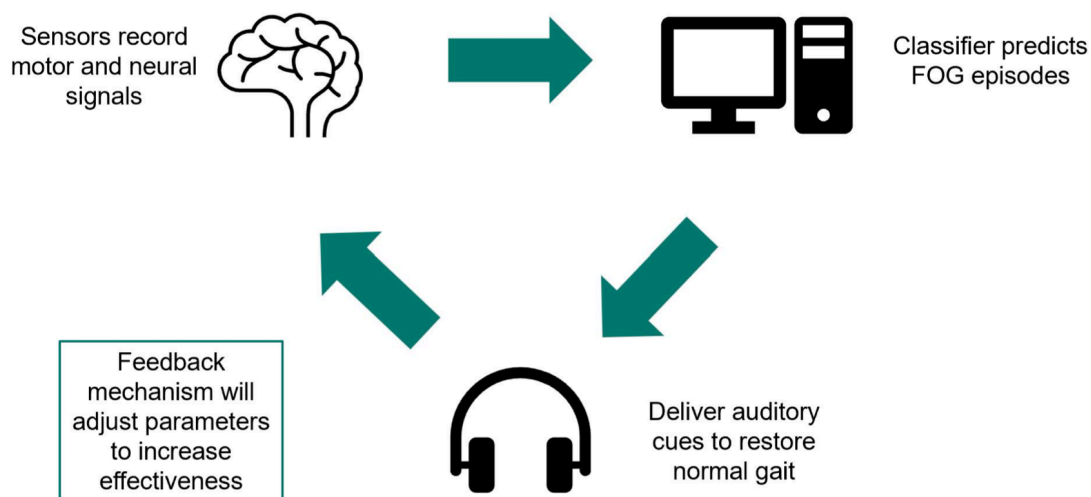 Sensors record
motor and neural
signals
Classifier predicts
FOG episodes
Feedback
mechanism will
adjust parameters
to increase
effectiveness
Deliver auditory
cues to restore
normal gait